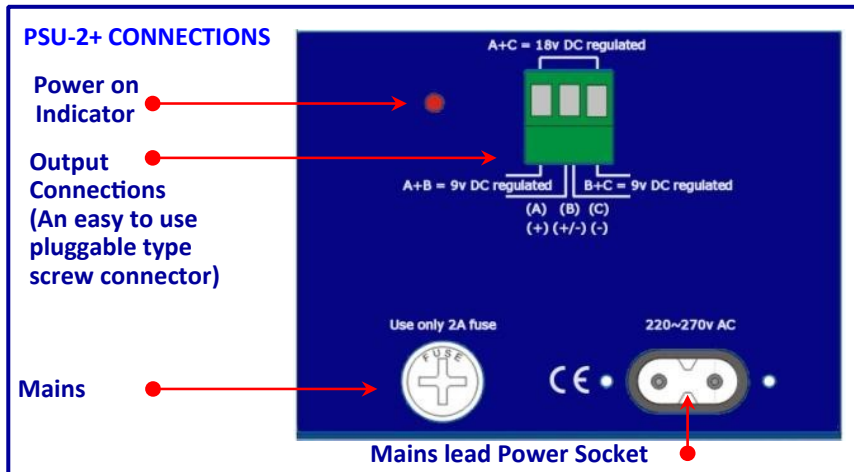 PSU-2+ CONNECTIONS
A+C = 18v DC regulated
Power on
Indicator
Output
Connections
(An easy to use
pluggable type
screw connector)
A+B = 9v DC regulated
B+C = 9v DC regulated
(A) (B) (C)
(+) (+/-) (-)
Use only 2A fuse
220~270v AC
FUSE
CE
Mains
Mains lead Power Socket